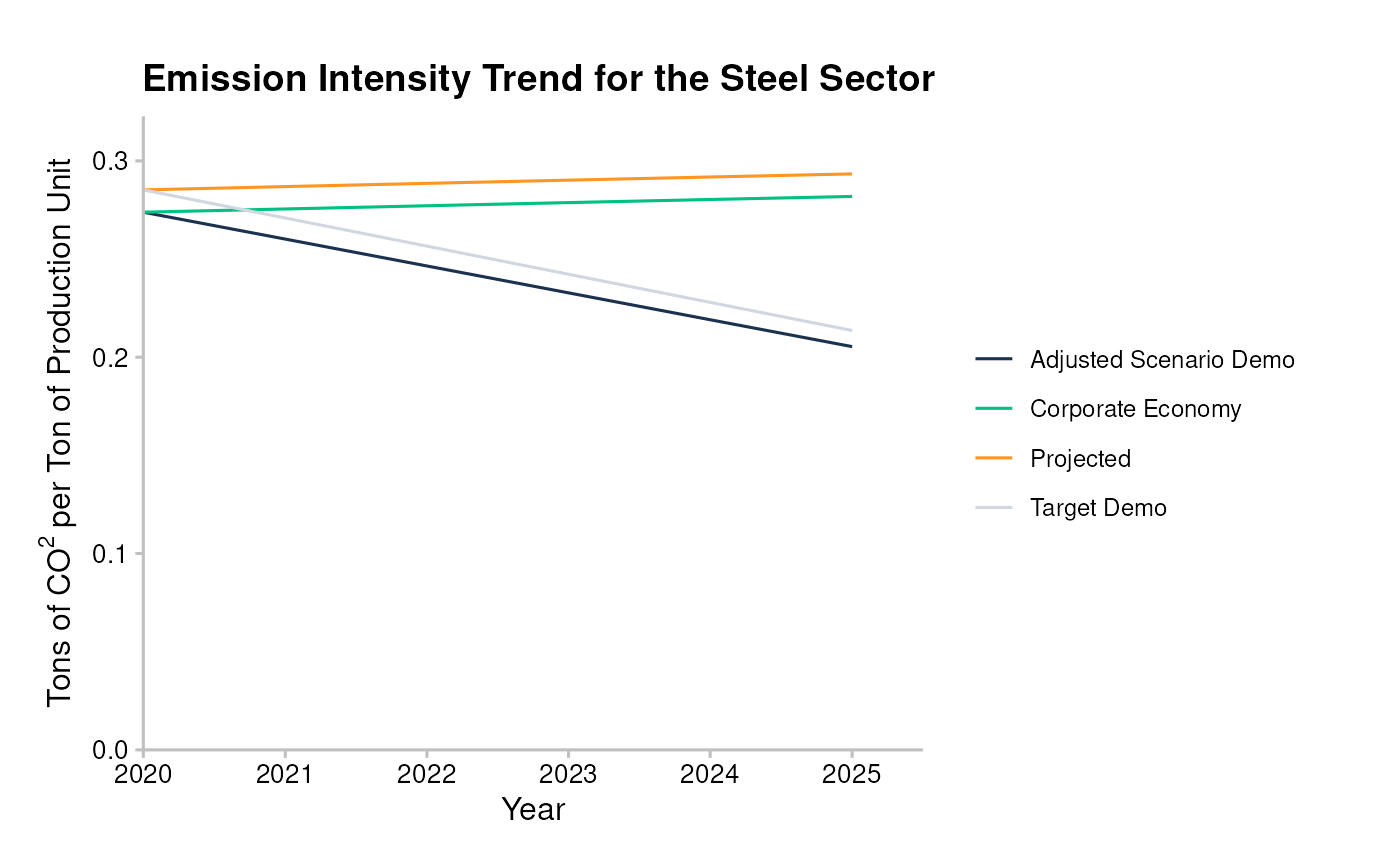 Emission Intensity Trend for the Steel Sector
Tons of CO² per Ton of Production Unit
0.3
0.2
0.1
0.0
2020 2021 2022 2023 2024 2025
Year
Adjusted Scenario Demo
Corporate Economy
Projected
Target Demo